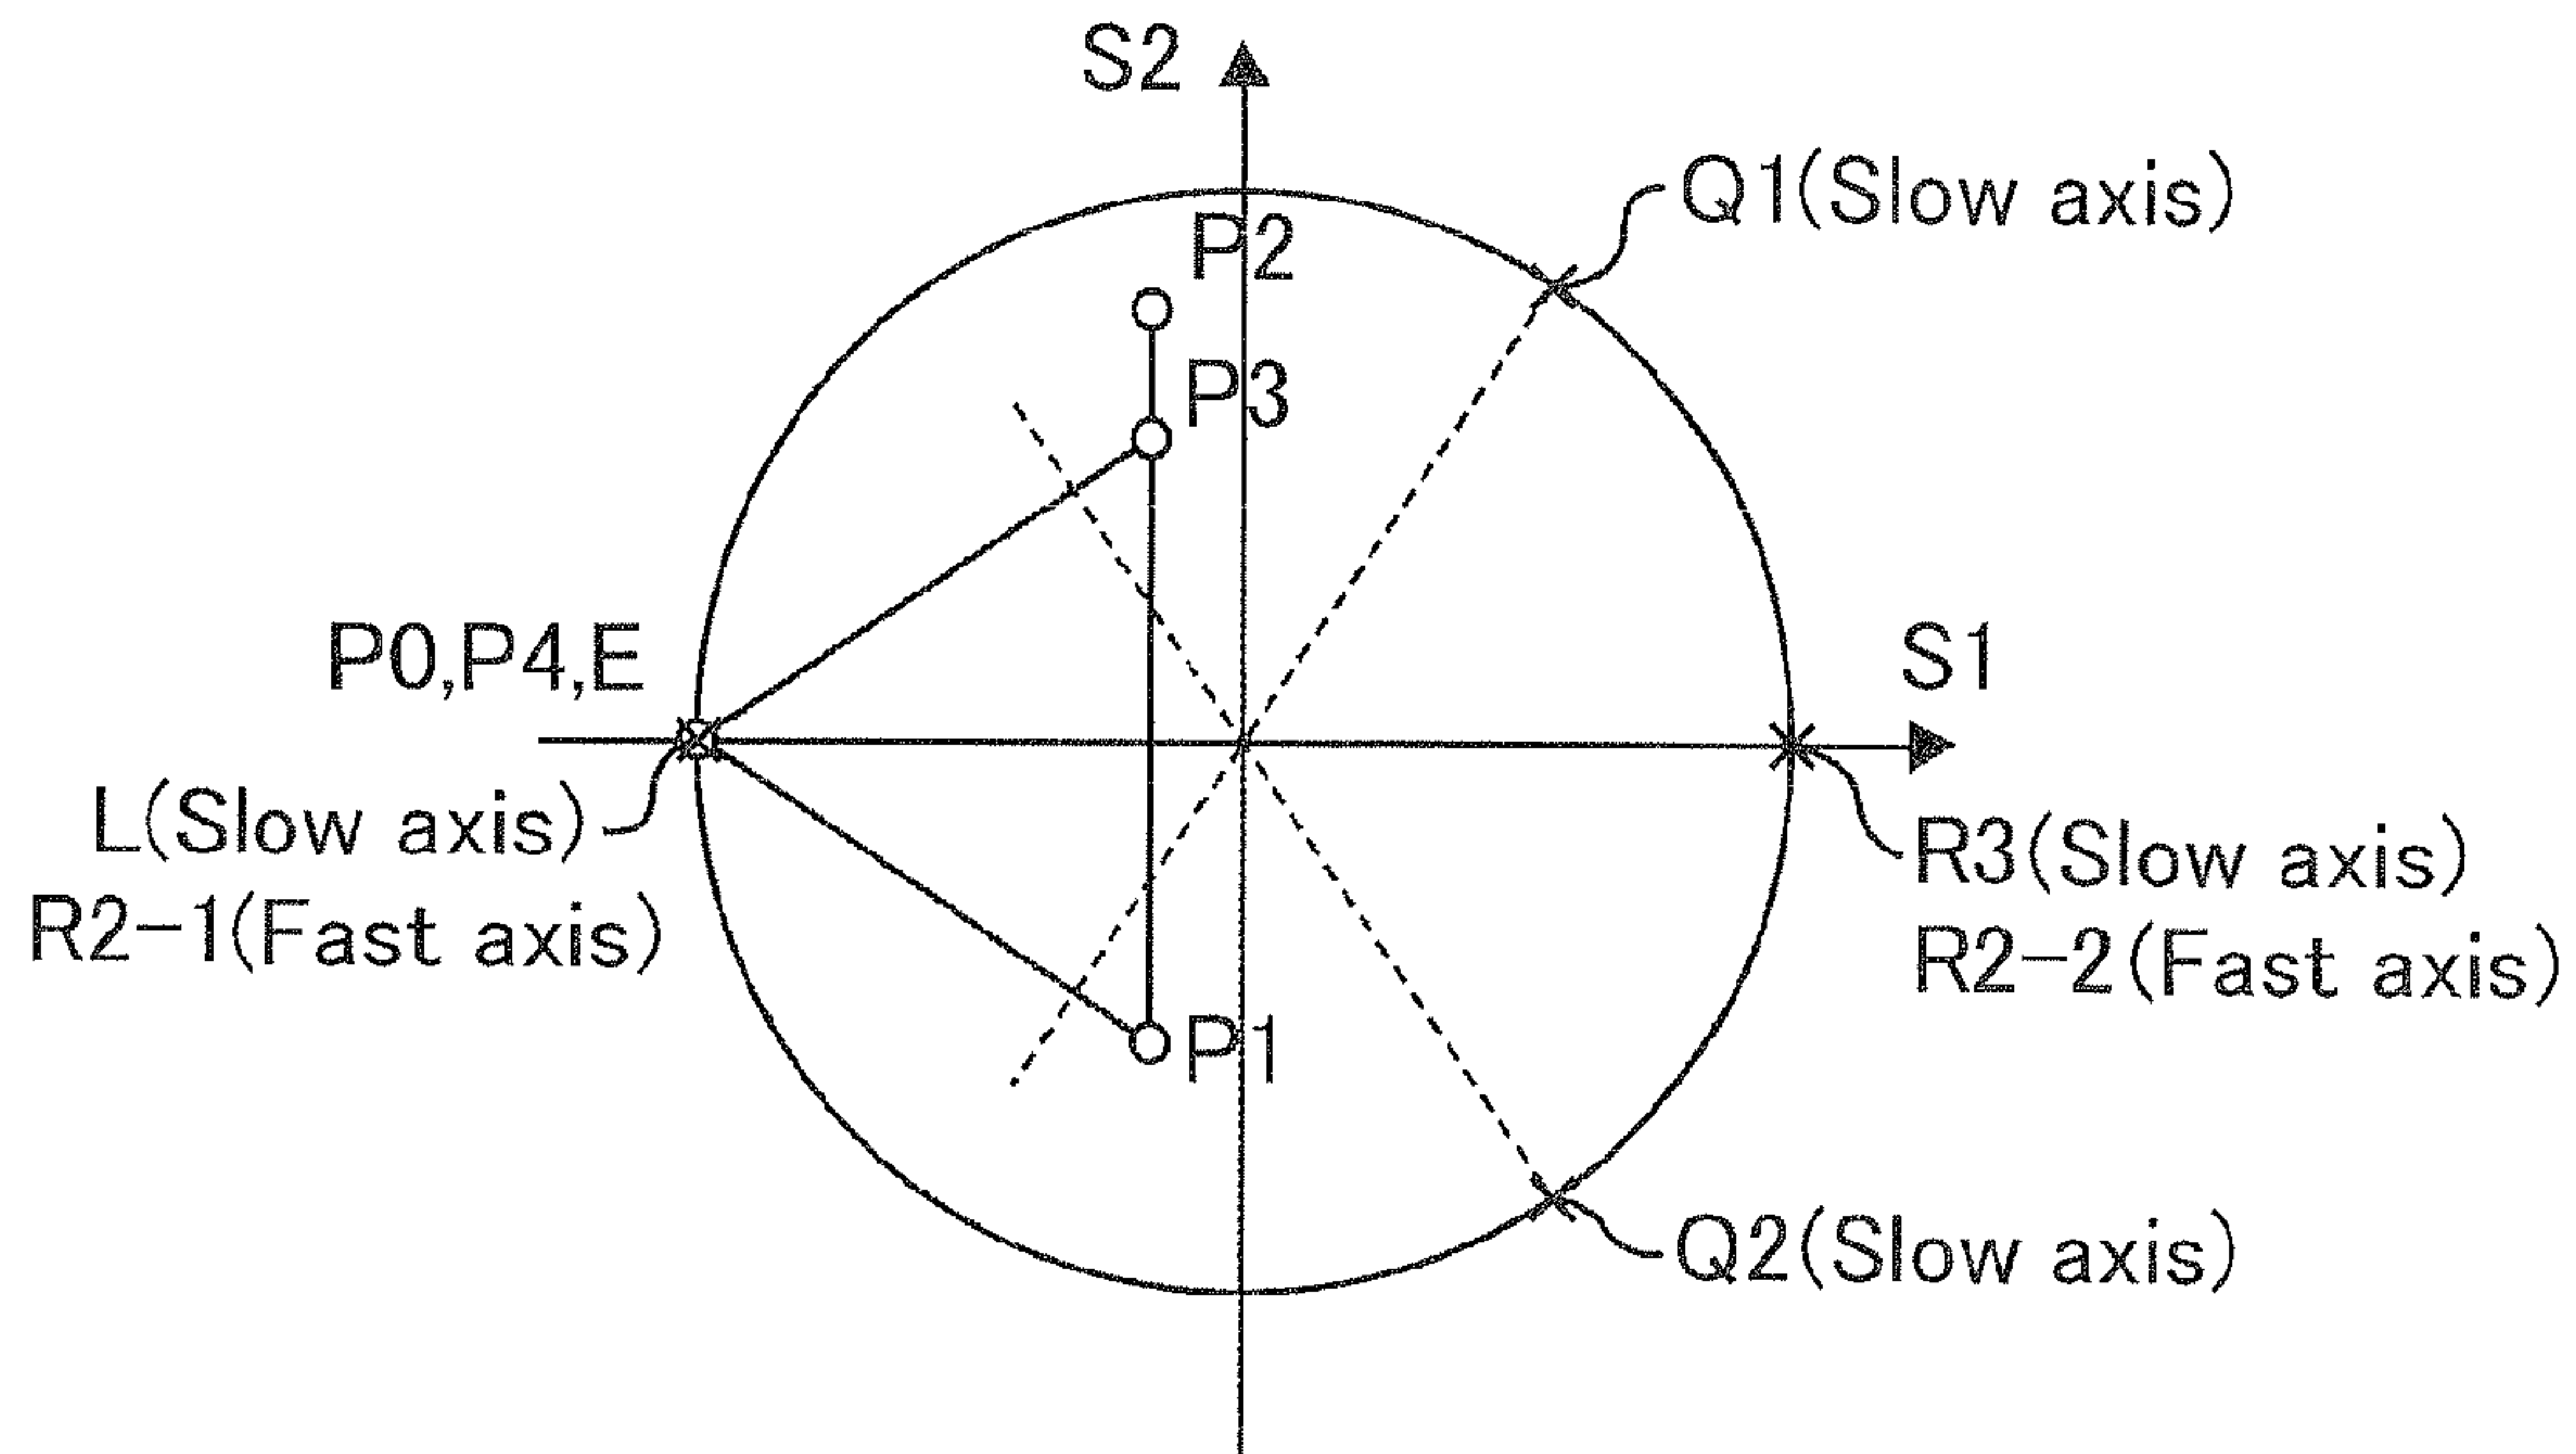 S2
Q1(Slow axis)
P2
P3
P0,P4,E
S1
L(Slow axis)
R2-1(Fast axis)
R3(Slow axis)
R2-2(Fast axis)
P1
Q2(Slow axis)